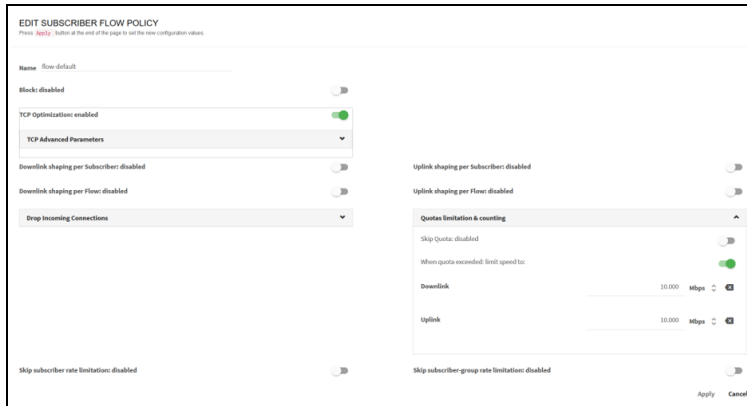 EDIT SUBSCRIBER FLOW POLICY
Press Apply button at the end of the page to set the new configuration values.
Name flow-default
Block: disabled
TCP Optimization: enabled
TCP Advanced Parameters
Downlink shaping per Subscriber: disabled
Uplink shaping per Subscriber: disabled
Downlink shaping per Flow: disabled
Uplink shaping per Flow: disabled
Drop Incoming Connections
Quotas limitation & counting
Skip Quota: disabled
When quota exceeded: limit speed to:
Downlink 10.000 Mbps
Uplink 10.000 Mbps
Skip subscriber rate limitation: disabled
Skip subscriber-group rate limitation: disabled
Apply Cancel